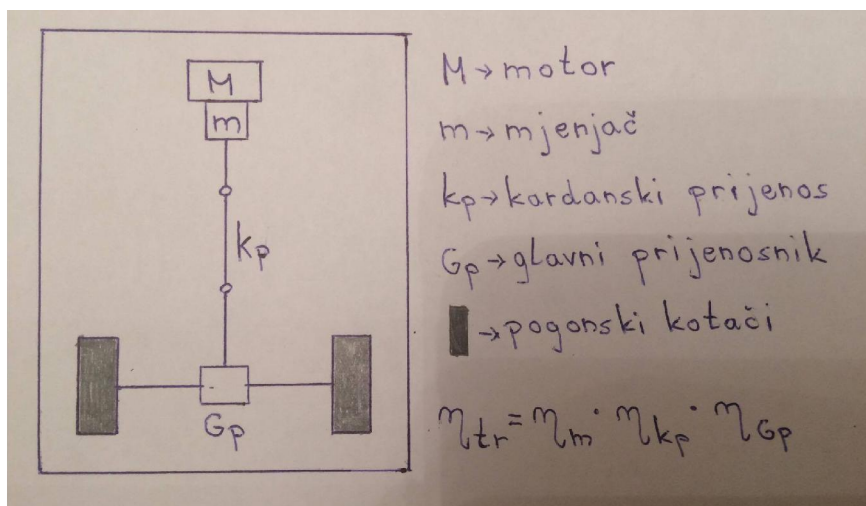 M
m
kp
Gp
M→motor
m→mjenjač
kp→kardanski prijenos
Gp→glavni prijenosnik
→pogonski kotači
ηtr=ηm·ηkp·ηGp